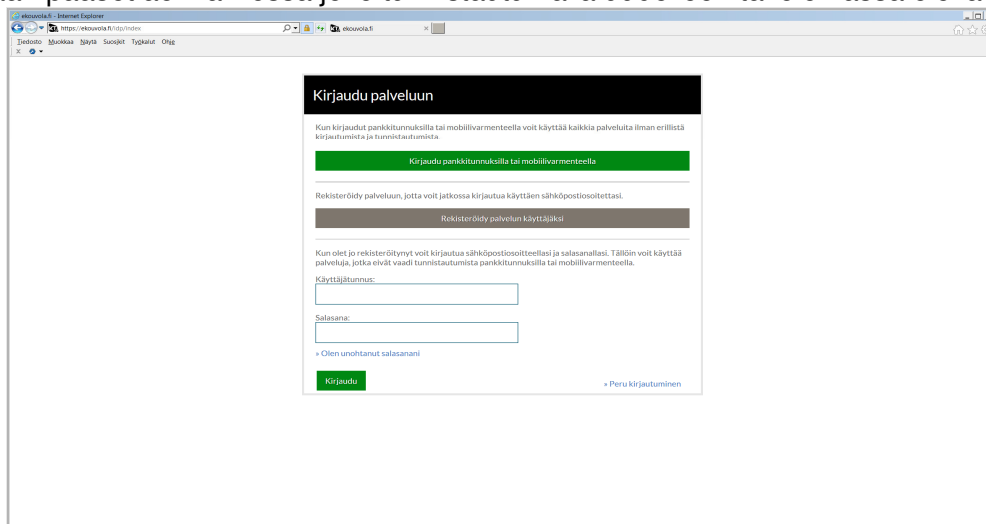 ekouvola.fi - Internet Explorer
https://ekouvola.fi/idp/index
ekouvola.fi
Tiedosto Muokkaa Näytä Suosikit Työkalut Ohje
Kirjaudu palveluun
Kun kirjaudut pankkitunnuksilla tai mobiilivarmenteella voit käyttää kaikkia palveluita ilman erillistä
kirjautumista ja tunnistautumista.
Kirjaudu pankkitunnuksilla tai mobiilivarmenteella
Rekisteröidy palveluun, jotta voit jatkossa kirjautua käyttäen sähköpostiosoitettasi.
Rekisteröidy palvelun käyttäjäksi
Kun olet jo rekisteröitynyt voit kirjautua sähköpostiosoitteellasi ja salasanallasi. Tällöin voit käyttää
palveluja, jotka eivät vaadi tunnistautumista pankkitunnuksilla tai mobiilivarmenteella.
Käyttäjätunnus:
Salasana:
» Olen unohtanut salasanani
Kirjaudu
» Peru kirjautuminen